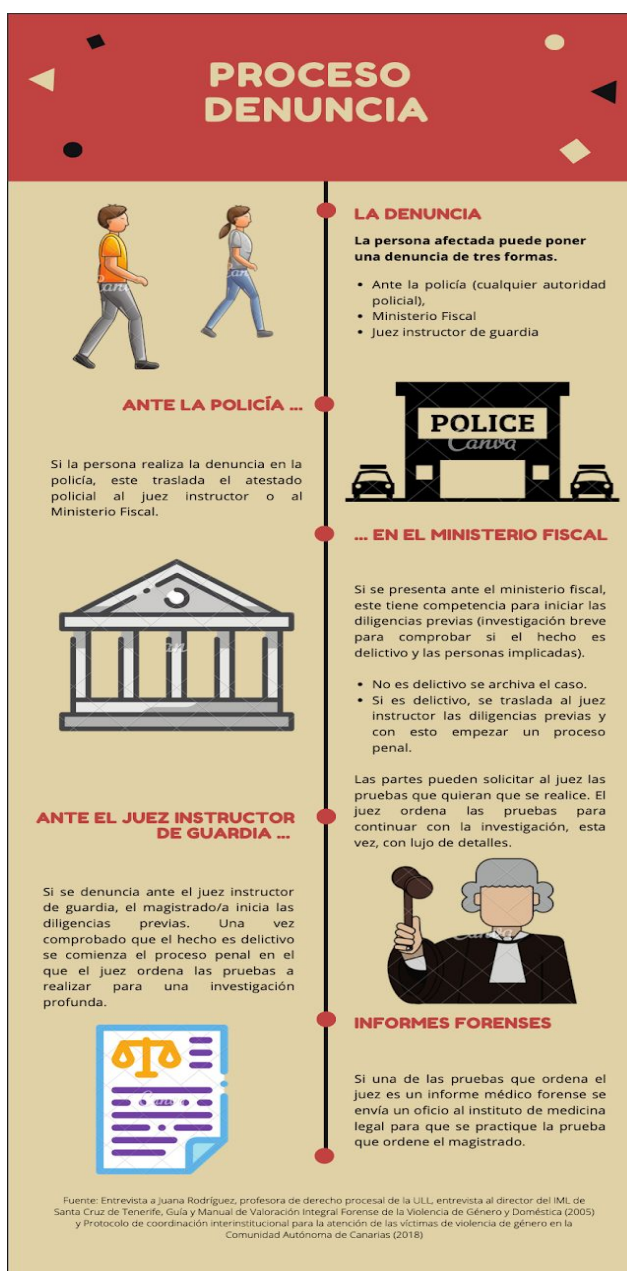 PROCESO
DENUNCIA
LA DENUNCIA
La persona afectada puede poner
una denuncia de tres formas.
• Ante la policía (cualquier autoridad
policial),
• Ministerio Fiscal
• Juez instructor de guardia
ANTE LA POLICÍA ...
Si la persona realiza la denuncia en la
policía, este traslada el atestado
policial al juez instructor o al
Ministerio Fiscal.
POLICE
Canva
... EN EL MINISTERIO FISCAL
Si se presenta ante el ministerio fiscal,
este tiene competencia para iniciar las
diligencias previas (investigación breve
para comprobar si el hecho es
delictivo y las personas implicadas).
• No es delictivo se archiva el caso.
• Si es delictivo, se traslada al juez
instructor las diligencias previas y
con esto empezar un proceso
penal.
Las partes pueden solicitar al juez las
pruebas que quieran que se realice. El
juez ordena las pruebas para
continuar con la investigación, esta
vez, con lujo de detalles.
ANTE EL JUEZ INSTRUCTOR
DE GUARDIA ...
Si se denuncia ante el juez instructor
de guardia, el magistrado/a inicia las
diligencias previas. Una vez
comprobado que el hecho es delictivo
se comienza el proceso penal en el
que el juez ordena las pruebas a
realizar para una investigación
profunda.
INFORMES FORENSES
Si una de las pruebas que ordena el
juez es un informe médico forense se
envía un oficio al instituto de medicina
legal para que se practique la prueba
que ordene el magistrado.
Fuente: Entrevista a Juana Rodríguez, profesora de derecho procesal de la ULL, entrevista al director del IML de
Santa Cruz de Tenerife, Guía y Manual de Valoración Integral Forense de la Violencia de Género y Doméstica (2005)
y Protocolo de coordinación interinstitucional para la atención de las víctimas de violencia de género en la
Comunidad Autónoma de Canarias (2018)